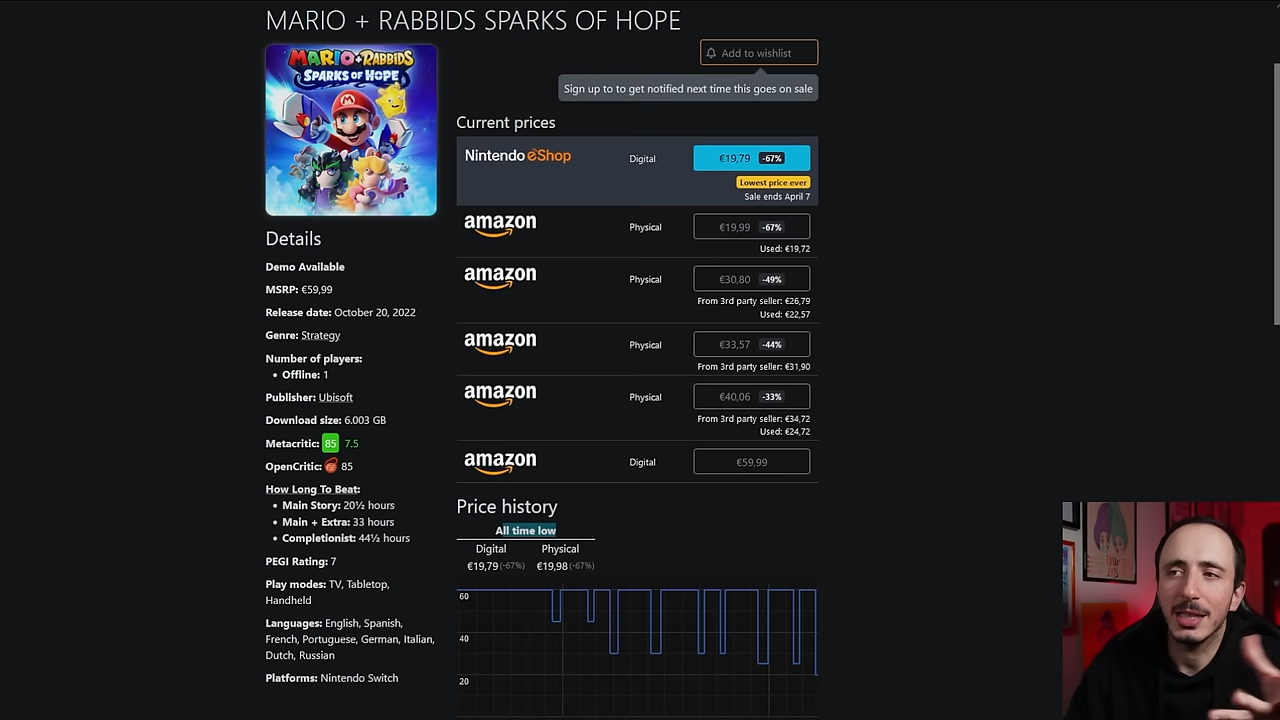 MARIO + RABBIDS SPARKS OF HOPE
MARIO+RABBIDS
SPARKS OF HOPE
Add to wishlist
Sign up to to get notified next time this goes on sale
Current prices
Nintendo eShop Digital €19,79 -67%
Lowest price ever
Sale ends April 7
amazon Physical €19,99 -67%
Used: €19,72
amazon Physical €30,80 -49%
From 3rd party seller: €26,79
Used: €22,57
amazon Physical €33,57 -44%
From 3rd party seller: €31,90
amazon Physical €40,06 -33%
From 3rd party seller: €34,72
Used: €24,72
amazon Digital €59,99
Details
Demo Available
MSRP: €59,99
Release date: October 20, 2022
Genre: Strategy
Number of players:
• Offline: 1
Publisher: Ubisoft
Download size: 6.003 GB
Metacritic: 85 7.5
OpenCritic: 85
How Long To Beat:
• Main Story: 20½ hours
• Main + Extra: 33 hours
• Completionist: 44½ hours
PEGI Rating: 7
Play modes: TV, Tabletop,
Handheld
Languages: English, Spanish,
French, Portuguese, German, Italian,
Dutch, Russian
Platforms: Nintendo Switch
Price history
All time low
Digital Physical
€19,79 (-67%) €19,98 (-67%)
60
40
20